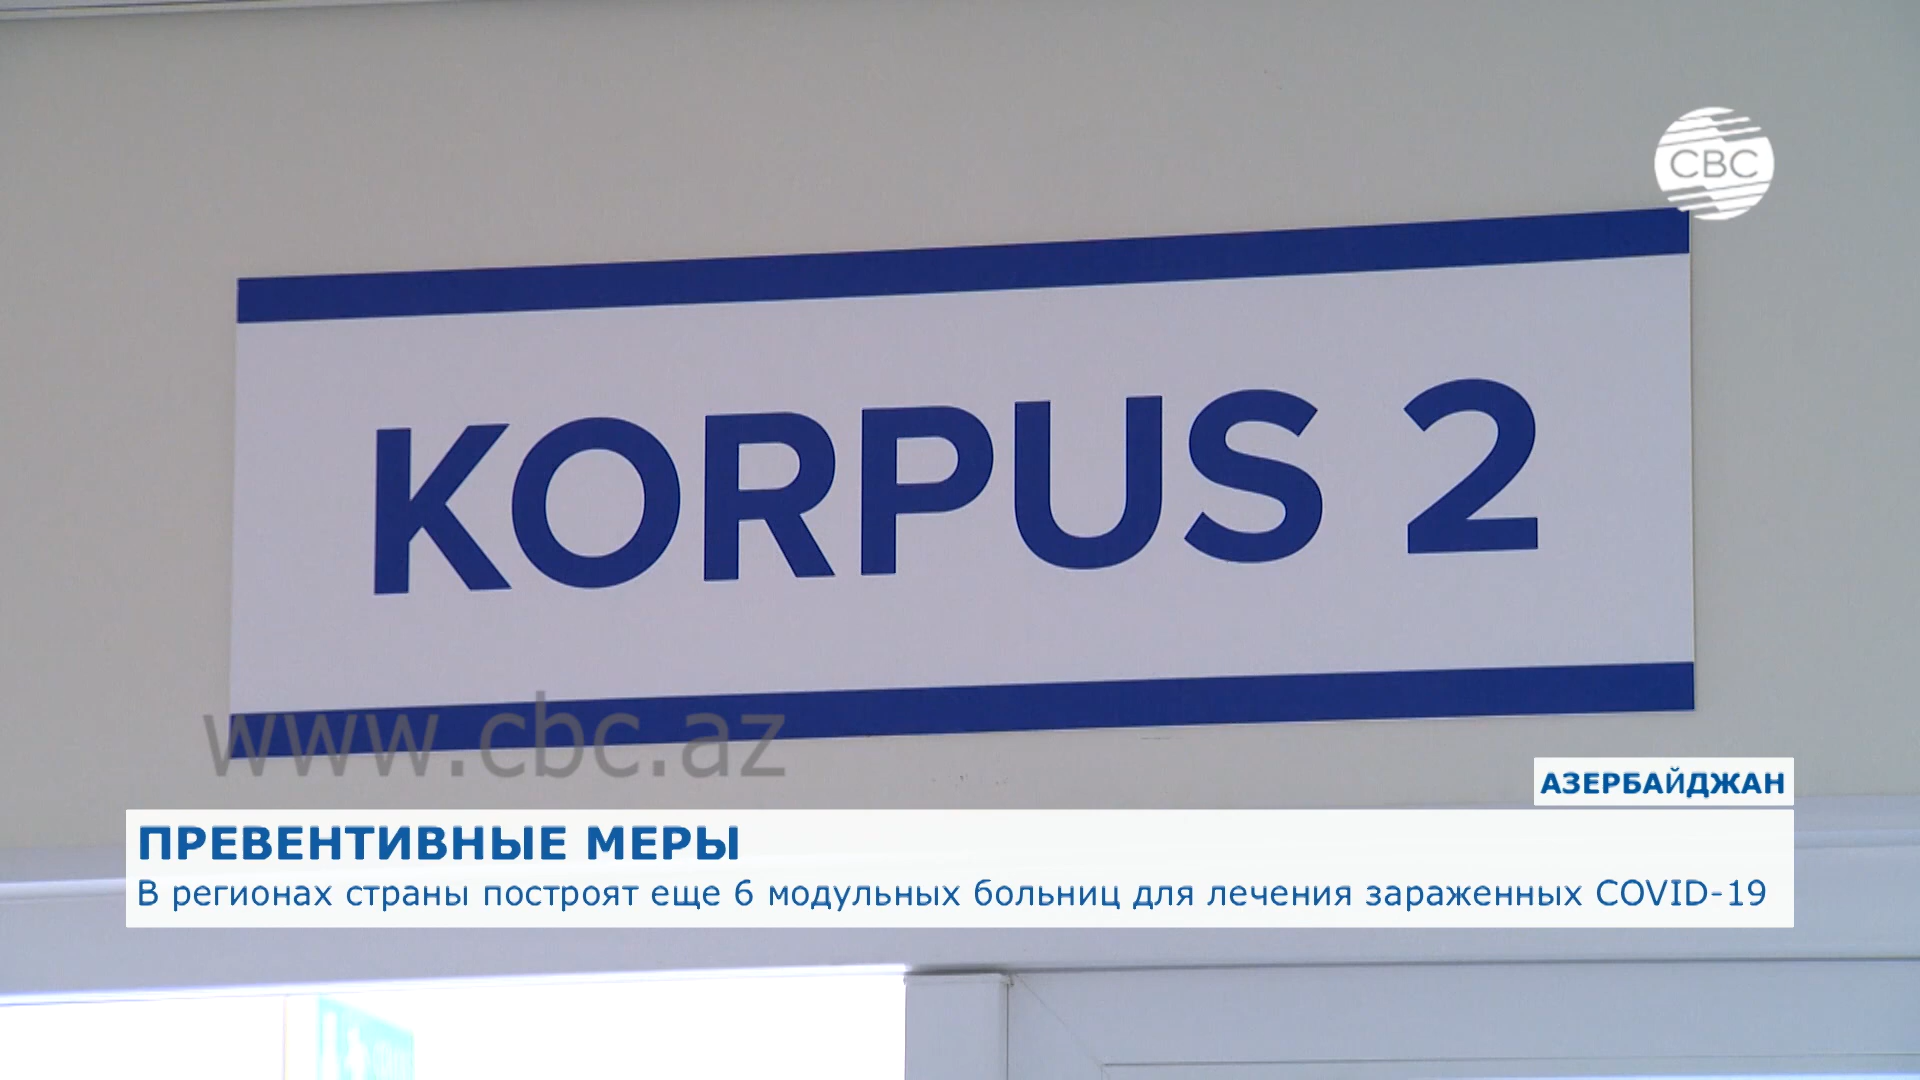 CBC
KORPUS 2
www.cbc.az
АЗЕРБАЙДЖАН
ПРЕВЕНТИВНЫЕ МЕРЫ
В регионах страны построят еще 6 модульных больниц для лечения зараженных COVID-19